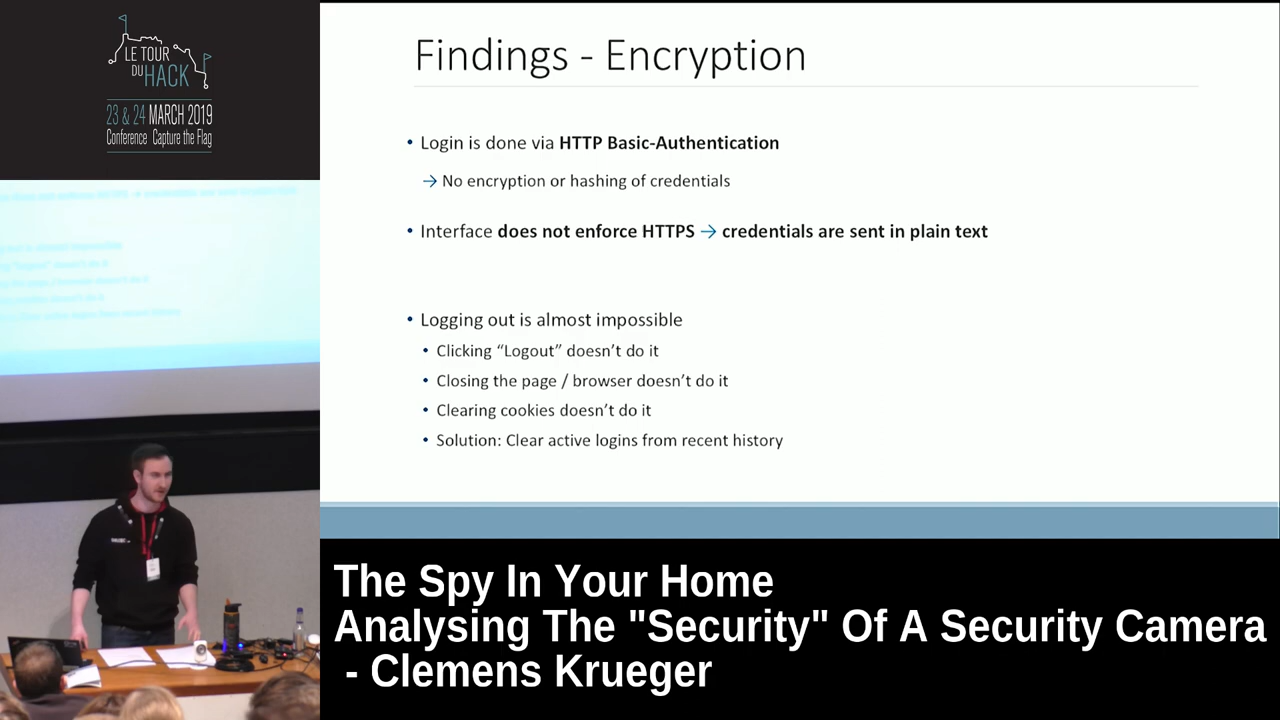 LE TOUR
DU HACK
23 & 24 MARCH 2019
Conference Capture the Flag
Findings - Encryption
• Login is done via HTTP Basic-Authentication
→ No encryption or hashing of credentials
• Interface does not enforce HTTPS → credentials are sent in plain text
• Logging out is almost impossible
• Clicking “Logout” doesn’t do it
• Closing the page / browser doesn’t do it
• Clearing cookies doesn’t do it
• Solution: Clear active logins from recent history
The Spy In Your Home
Analysing The "Security" Of A Security Camera
- Clemens Krueger